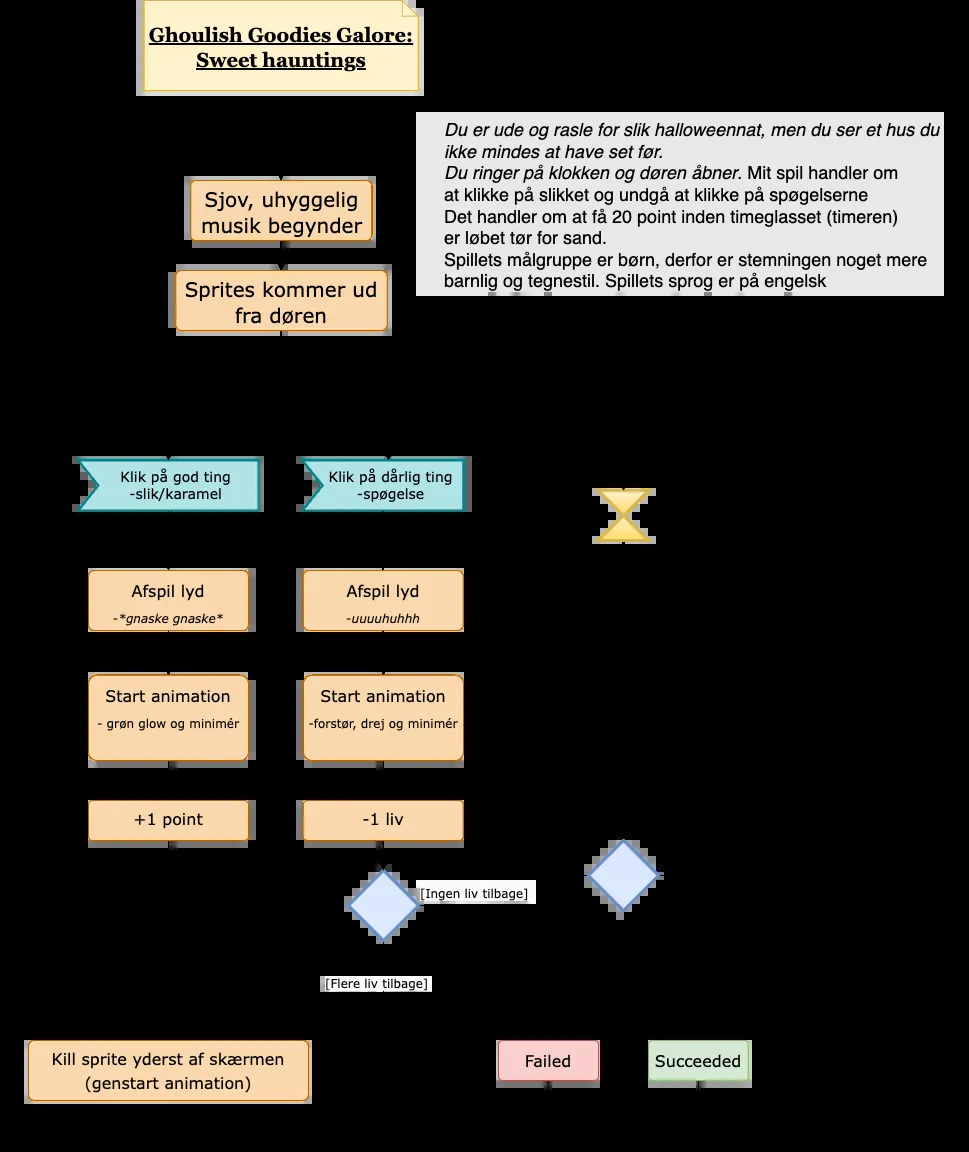 Ghoulish Goodies Galore:
Sweet hauntings
Du er ude og rasle for slik halloweennat, men du ser et hus du
ikke mindes at have set før.
Du ringer på klokken og døren åbner. Mit spil handler om
at klikke på slikket og undgå at klikke på spøgelserne
Det handler om at få 20 point inden timeglasset (timeren)
er løbet tør for sand.
Spillets målgruppe er børn, derfor er stemningen noget mere
barnlig og tegnestil. Spillets sprog er på engelsk
Sjov, uhyggelig
musik begynder
Sprites kommer ud
fra døren
Klik på god ting
-slik/karamel
Klik på dårlig ting
-spøgelse
Afspil lyd
-*gnaske gnaske*
Afspil lyd
-uuuuhuhhh
Start animation
- grøn glow og minimér
Start animation
-forstør, drej og minimér
+1 point
-1 liv
[Ingen liv tilbage]
[Flere liv tilbage]
Kill sprite yderst af skærmen
(genstart animation)
Failed
Succeeded